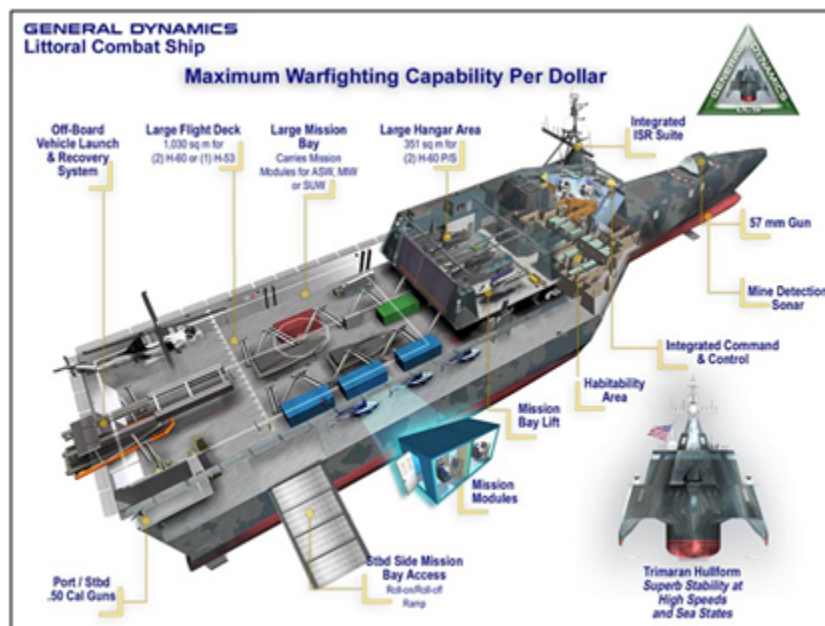 GENERAL DYNAMICS
Littoral Combat Ship
Maximum Warfighting Capability Per Dollar
GENERAL
DYNAMICS
LCS
Off-Board
Vehicle Launch
& Recovery
System
Large Flight Deck
1,030 sq m for
(2) H-60 or (1) H-53
Large Mission
Bay
Carries Mission
Modules for ASW, MIW
or SUW
Large Hangar Area
351 sq m for
(2) H-60 P/S
Integrated
ISR Suite
57 mm Gun
Mine Detection
Sonar
Integrated Command
& Control
Habitability
Area
Mission
Bay Lift
Mission
Modules
Stbd Side Mission
Bay Access
Roll-on/Roll-off
Ramp
Port / Stbd
.50 Cal Guns
Trimaran Hullform
Superb Stability at
High Speeds
and Sea States